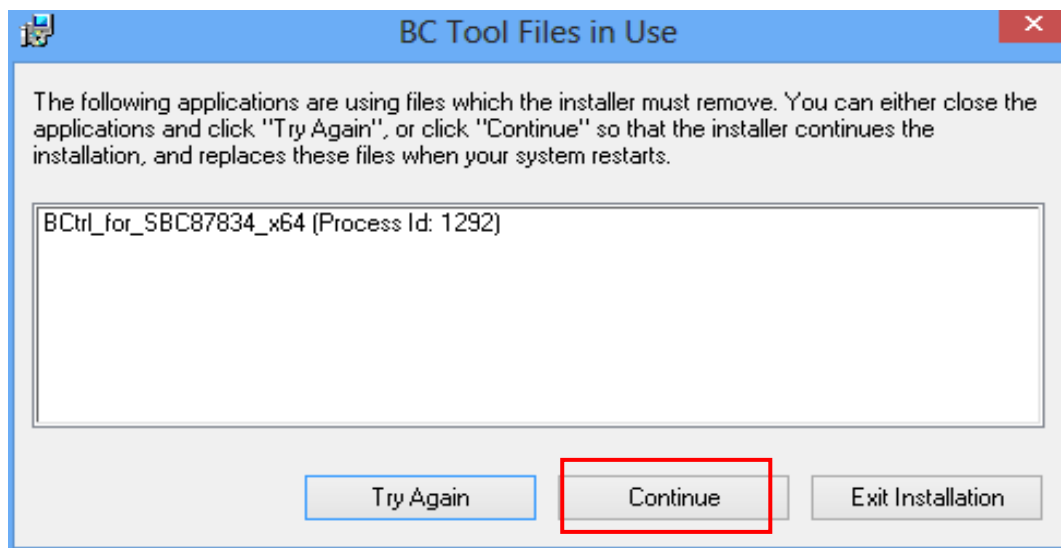 BC Tool Files in Use
The following applications are using files which the installer must remove. You can either close the
applications and click "Try Again", or click "Continue" so that the installer continues the
installation, and replaces these files when your system restarts.
BCtrl_for_SBC87834_x64 (Process Id: 1292)
Try Again Continue Exit Installation